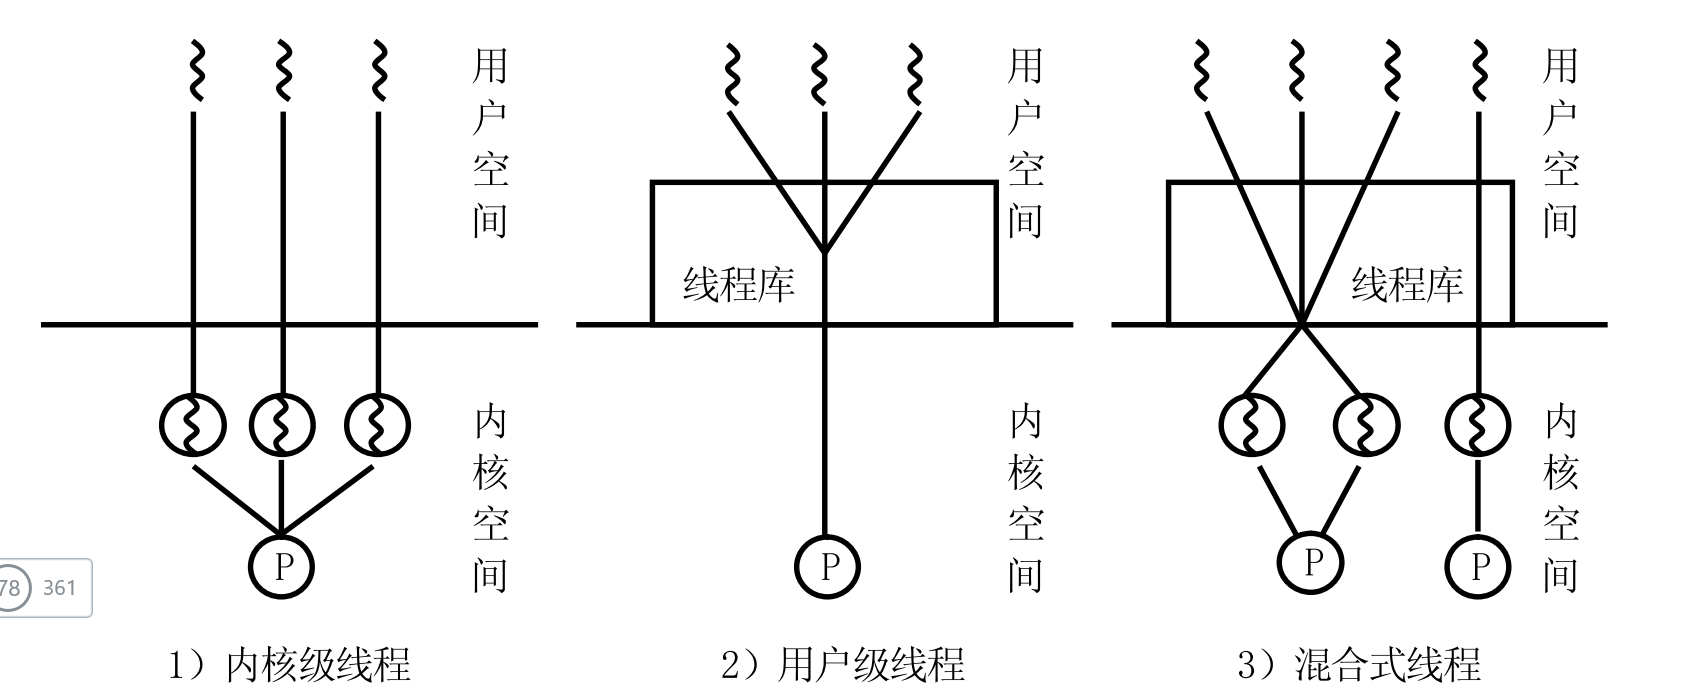 用户空间
内核空间
P
1）内核级线程
用户空间
线程库
内核空间
P
2）用户级线程
用户空间
线程库
内核空间
P
P
3）混合式线程
78
361